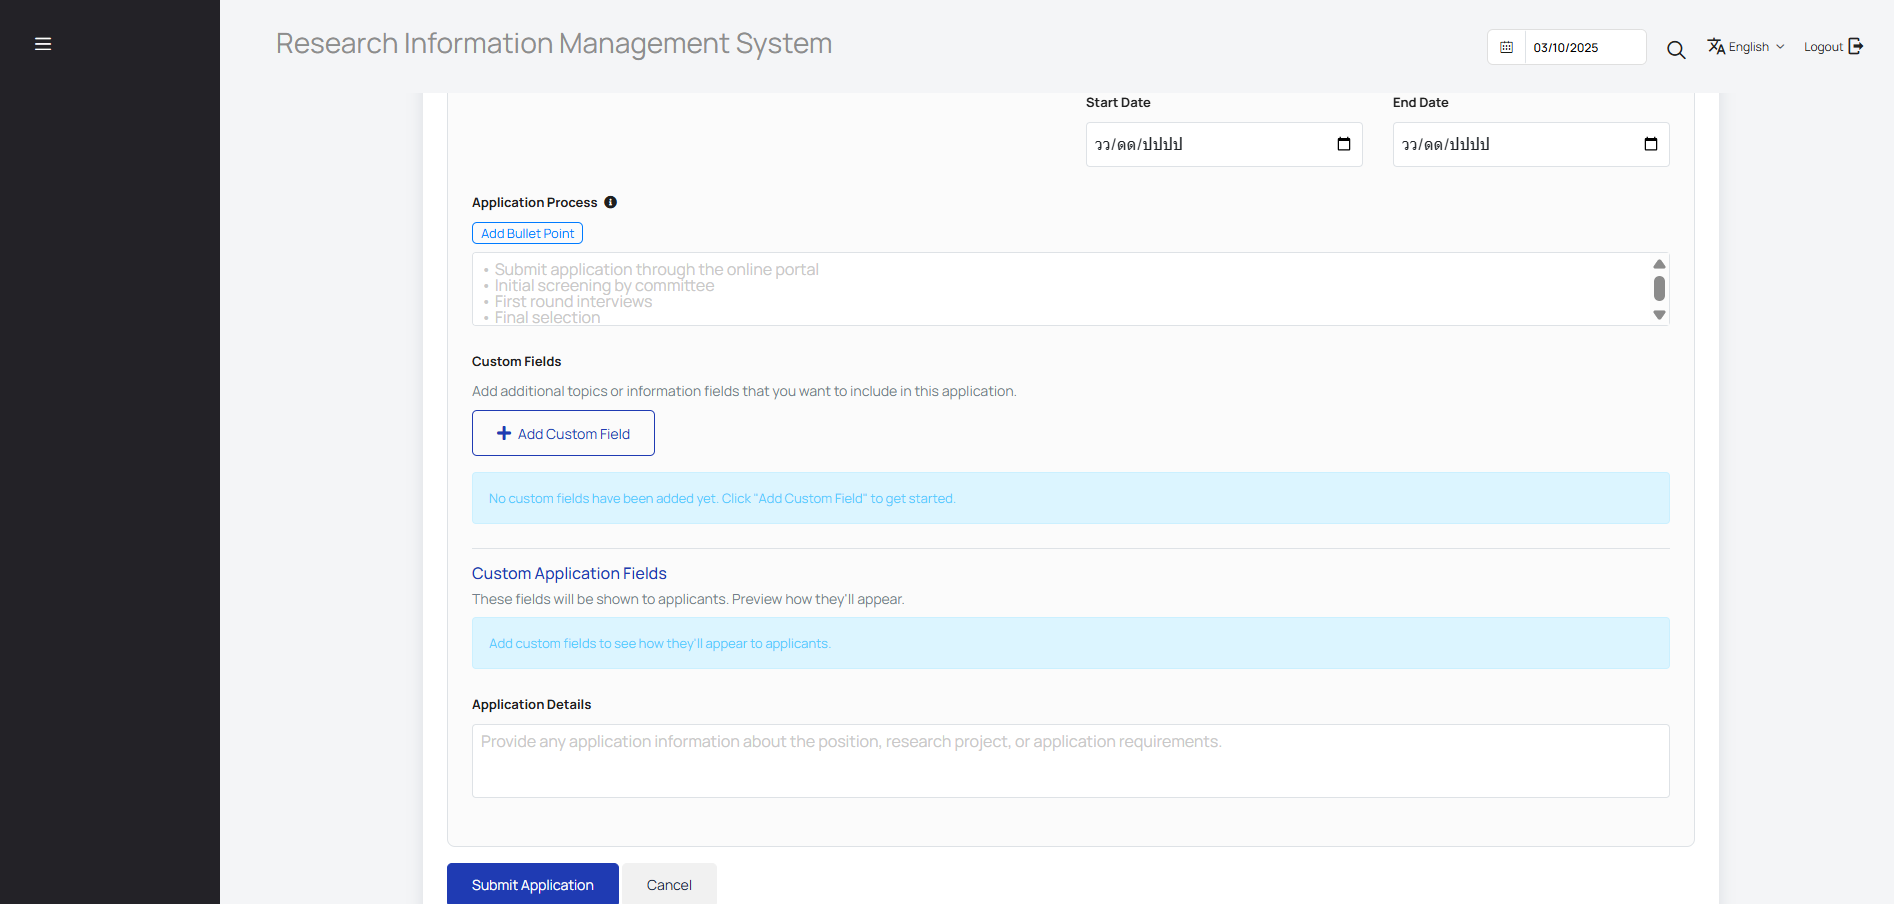 Research Information Management System
03/10/2025
English
Logout
Start Date
End Date
วว/ดด/ปปปป
วว/ดด/ปปปป
Application Process
Add Bullet Point
• Submit application through the online portal
• Initial screening by committee
• First round interviews
• Final selection
Custom Fields
Add additional topics or information fields that you want to include in this application.
Add Custom Field
No custom fields have been added yet. Click "Add Custom Field" to get started.
Custom Application Fields
These fields will be shown to applicants. Preview how they'll appear.
Add custom fields to see how they'll appear to applicants.
Application Details
Provide any application information about the position, research project, or application requirements.
Submit Application
Cancel